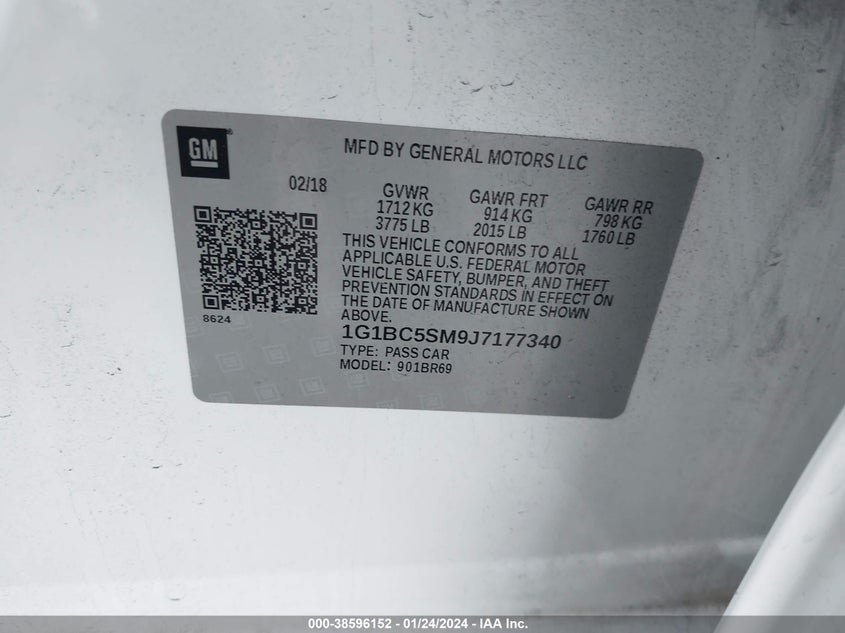 GM
MFD BY GENERAL MOTORS LLC
02/18
GVWR GAWR FRT GAWR RR
1712 KG 914 KG 798 KG
3775 LB 2015 LB 1760 LB
THIS VEHICLE CONFORMS TO ALL
APPLICABLE U.S. FEDERAL MOTOR
VEHICLE SAFETY, BUMPER, AND THEFT
PREVENTION STANDARDS IN EFFECT ON
THE DATE OF MANUFACTURE SHOWN
ABOVE.
8624
1G1BC5SM9J7177340
TYPE: PASS CAR
MODEL: 901BR69
000-38596152 - 01/24/2024 - IAA Inc.